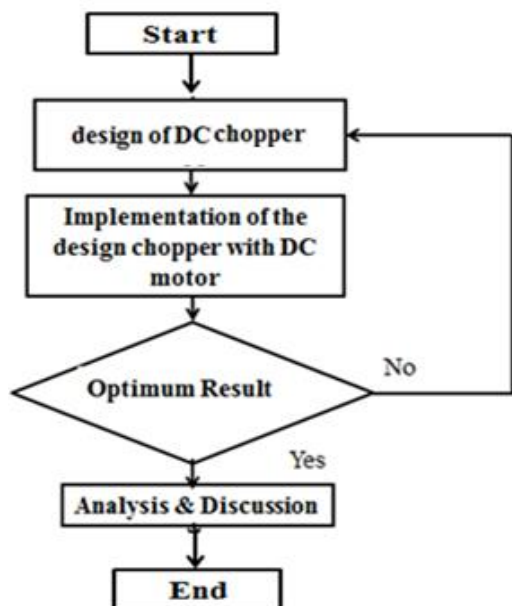 Start
design of DC chopper
Implementation of the
design chopper with DC
motor
Optimum Result
No
Yes
Analysis & Discussion
End